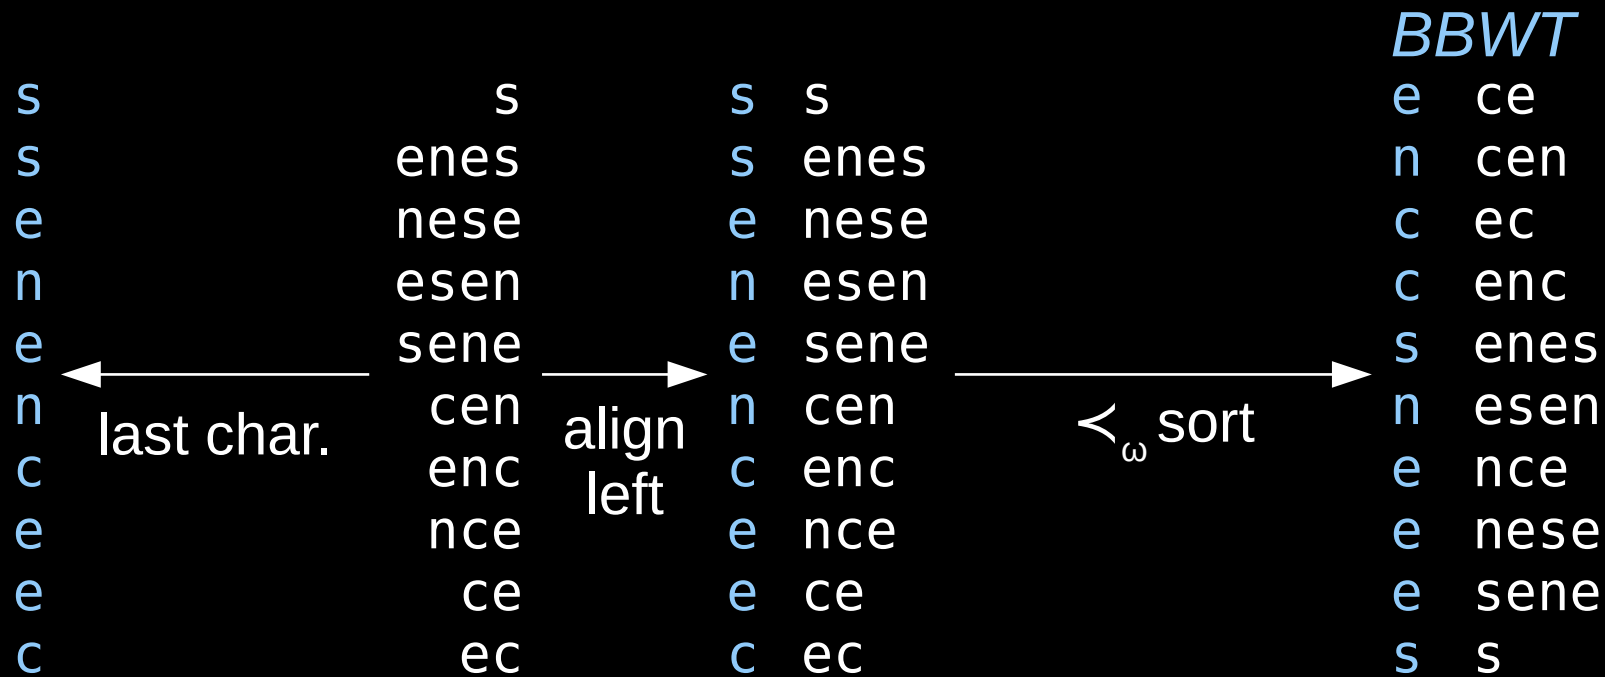 BBWT
s s s s e ce
s enes s enes n cen
e nese e nese c ec
n esen n esen c enc
e sene e sene s enes
n cen n cen n esen
last char. align ≺ω sort
c enc c enc e nce
left
e nce e nce e nese
e ce e ce e sene
c ec c ec s s